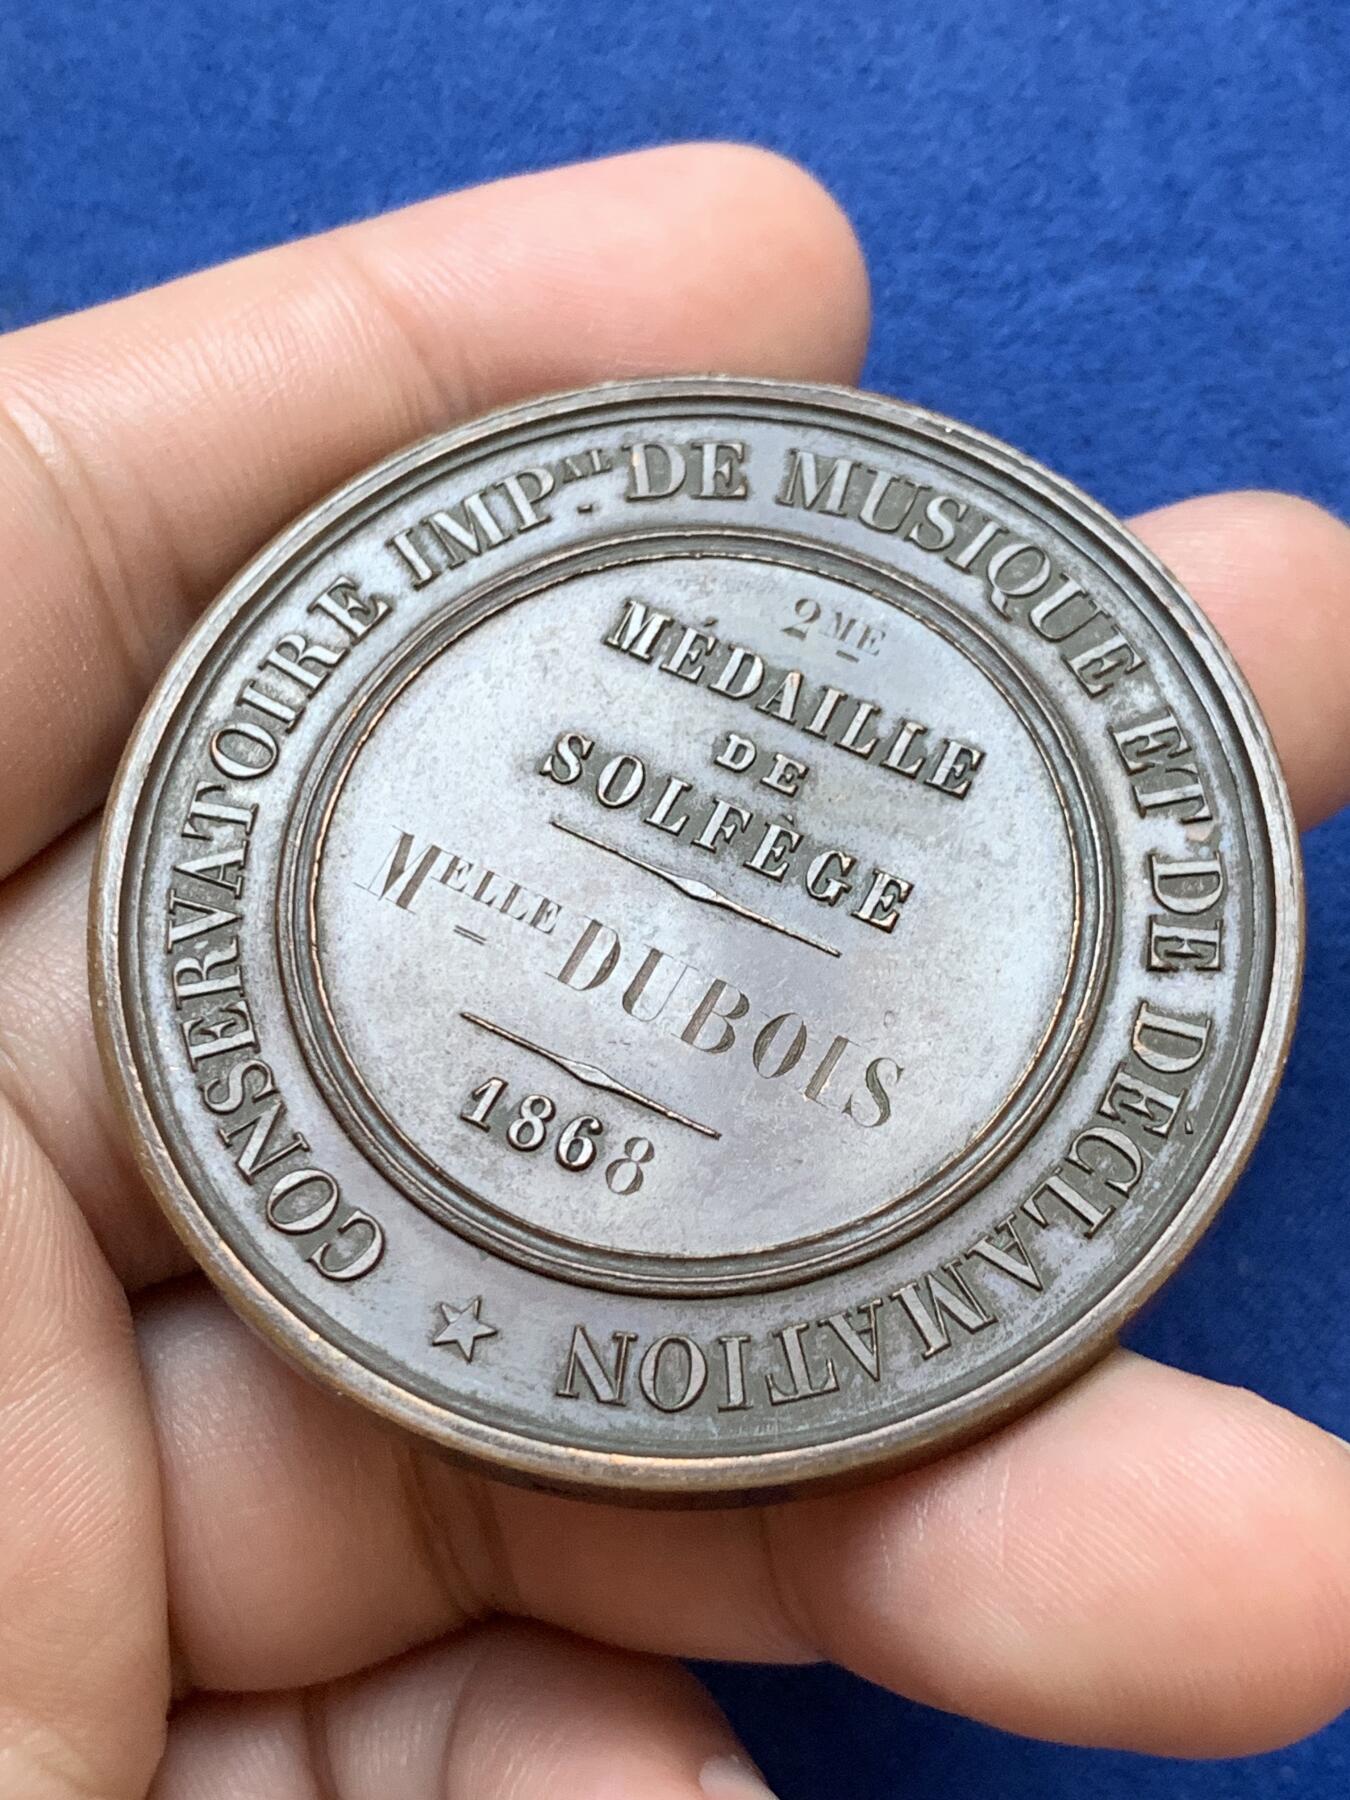 CONSERVATOIRE IMPAL. DE MUSIQUE ET DE DÉCLAMATION
2ME
MÉDAILLE
DE
SOLFÈGE
MELLE DUBOIS
1868